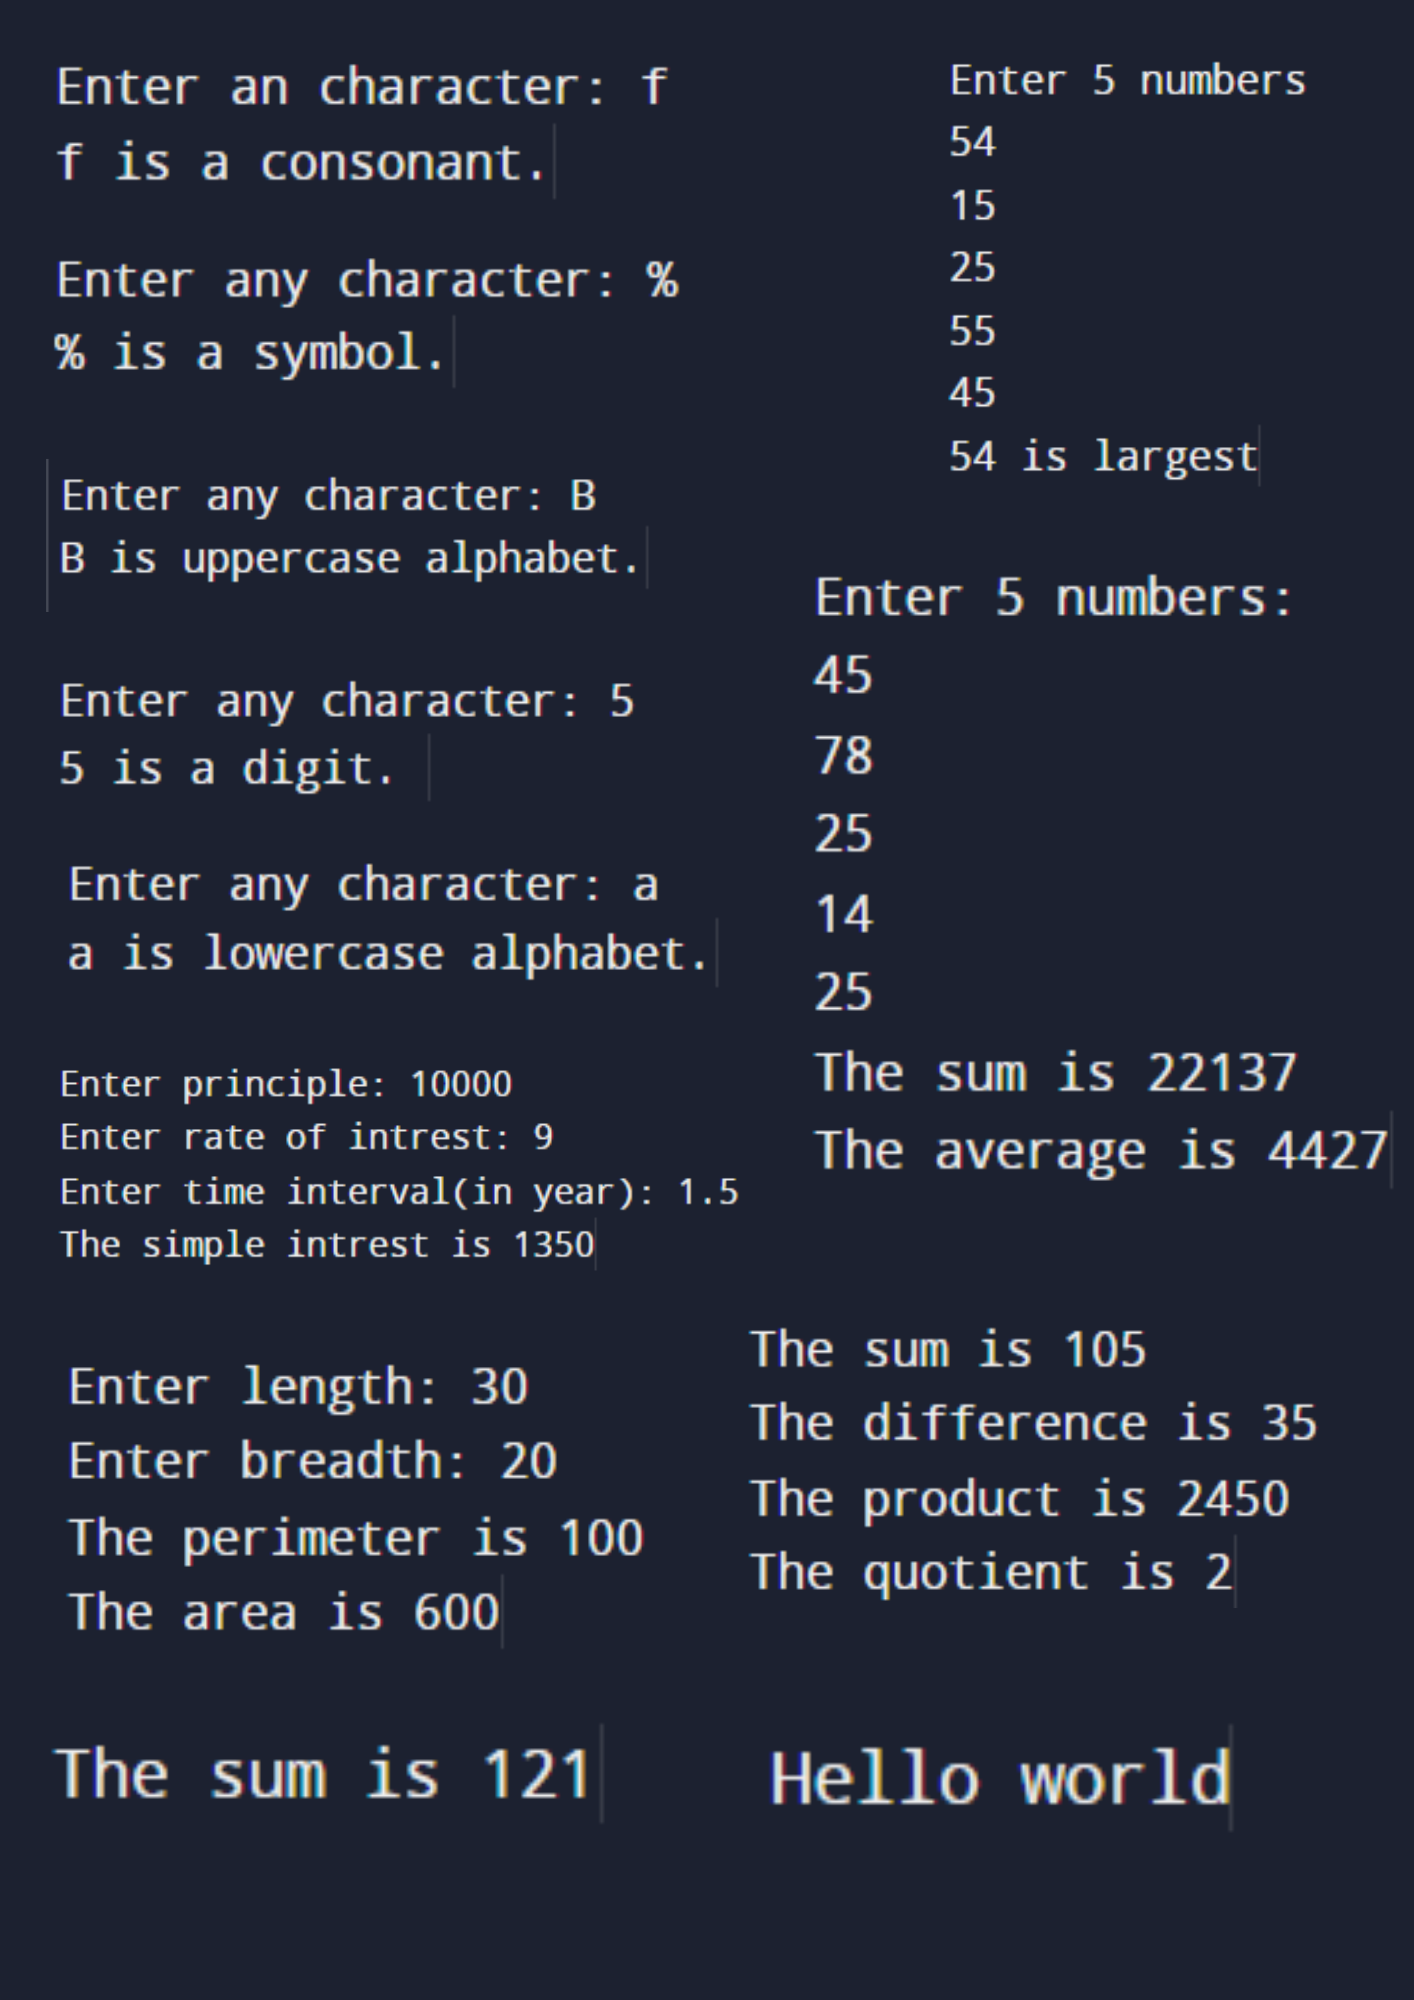 Enter an character: f
f is a consonant.
Enter any character: %
% is a symbol.
Enter any character: B
B is uppercase alphabet.
Enter any character: 5
5 is a digit.
Enter any character: a
a is lowercase alphabet.
Enter principle: 10000
Enter rate of intrest: 9
Enter time interval(in year): 1.5
The simple intrest is 1350
Enter length: 30
Enter breadth: 20
The perimeter is 100
The area is 600
The sum is 121
Enter 5 numbers
54
15
25
55
45
54 is largest
Enter 5 numbers:
45
78
25
14
25
The sum is 22137
The average is 4427
The sum is 105
The difference is 35
The product is 2450
The quotient is 2
Hello world